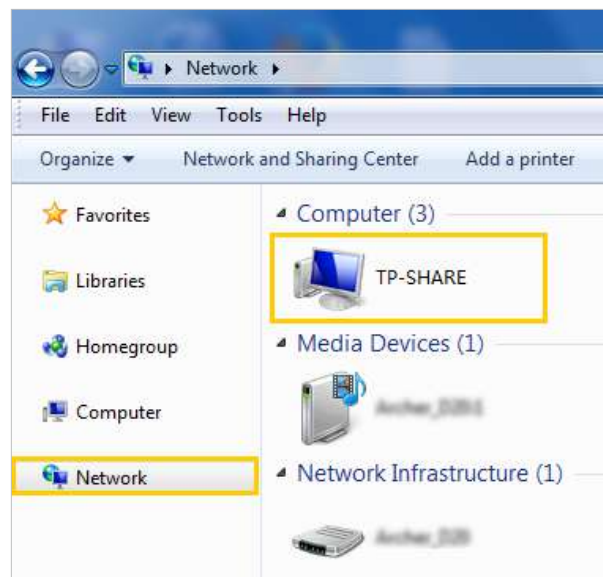 Network
File Edit View Tools Help
Organize Network and Sharing Center Add a printer
Favorites
Libraries
Homegroup
Computer
Network
Computer (3)
TP-SHARE
Media Devices (1)
Network Infrastructure (1)